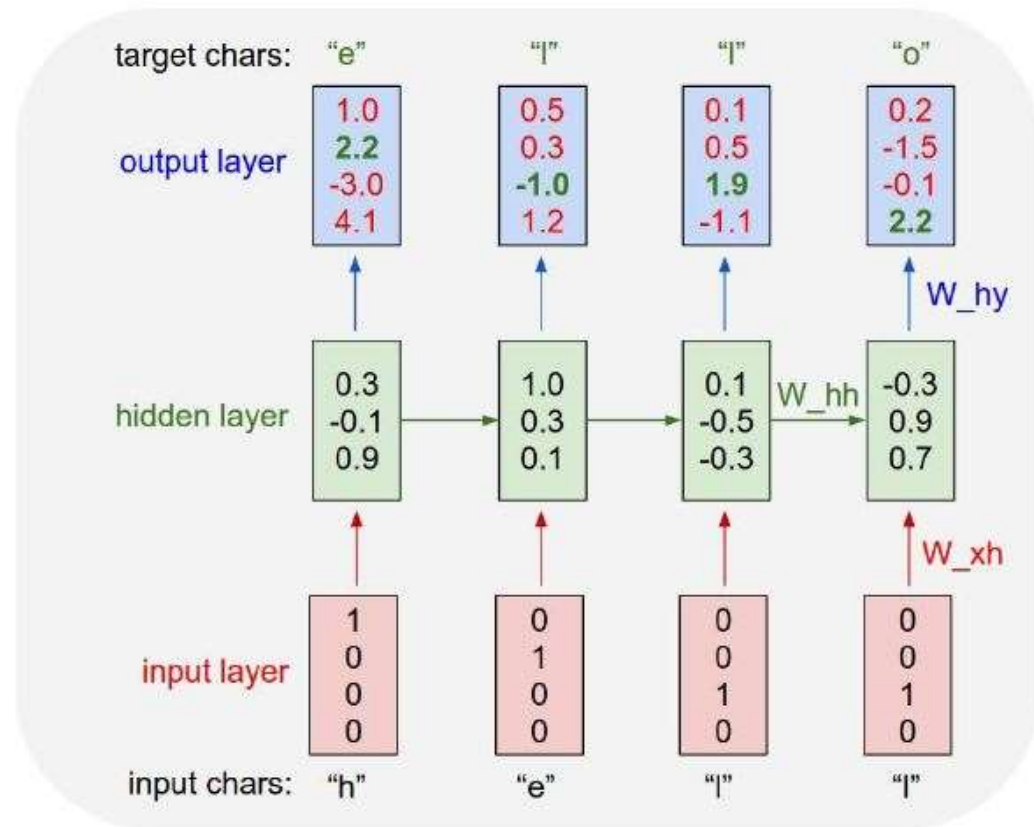 target chars: “e” “l” “l” “o”
output layer
1.0 0.5 0.1 0.2
2.2 0.3 0.5 -1.5
-3.0 -1.0 1.9 -0.1
4.1 1.2 -1.1 2.2
W_hy
hidden layer
0.3 1.0 0.1 -0.3
-0.1 0.3 -0.5 0.9
0.9 0.1 -0.3 0.7
W_hh
W_xh
input layer
1 0 0 0
0 1 0 0
0 0 1 1
0 0 0 0
input chars: “h” “e” “l” “l”